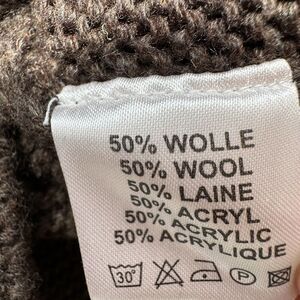 50% WOLLE
50% WOOL
50% LAINE
50% ACRYL
50% ACRYLIC
50% ACRYLIQUE
30° P